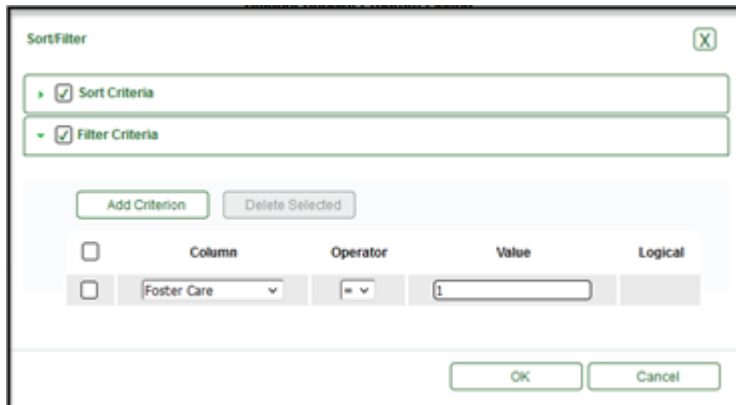 Sort/Filter X
Sort Criteria
Filter Criteria
Add Criterion Delete Selected
Column Operator Value Logical
Foster Care = 1
OK Cancel